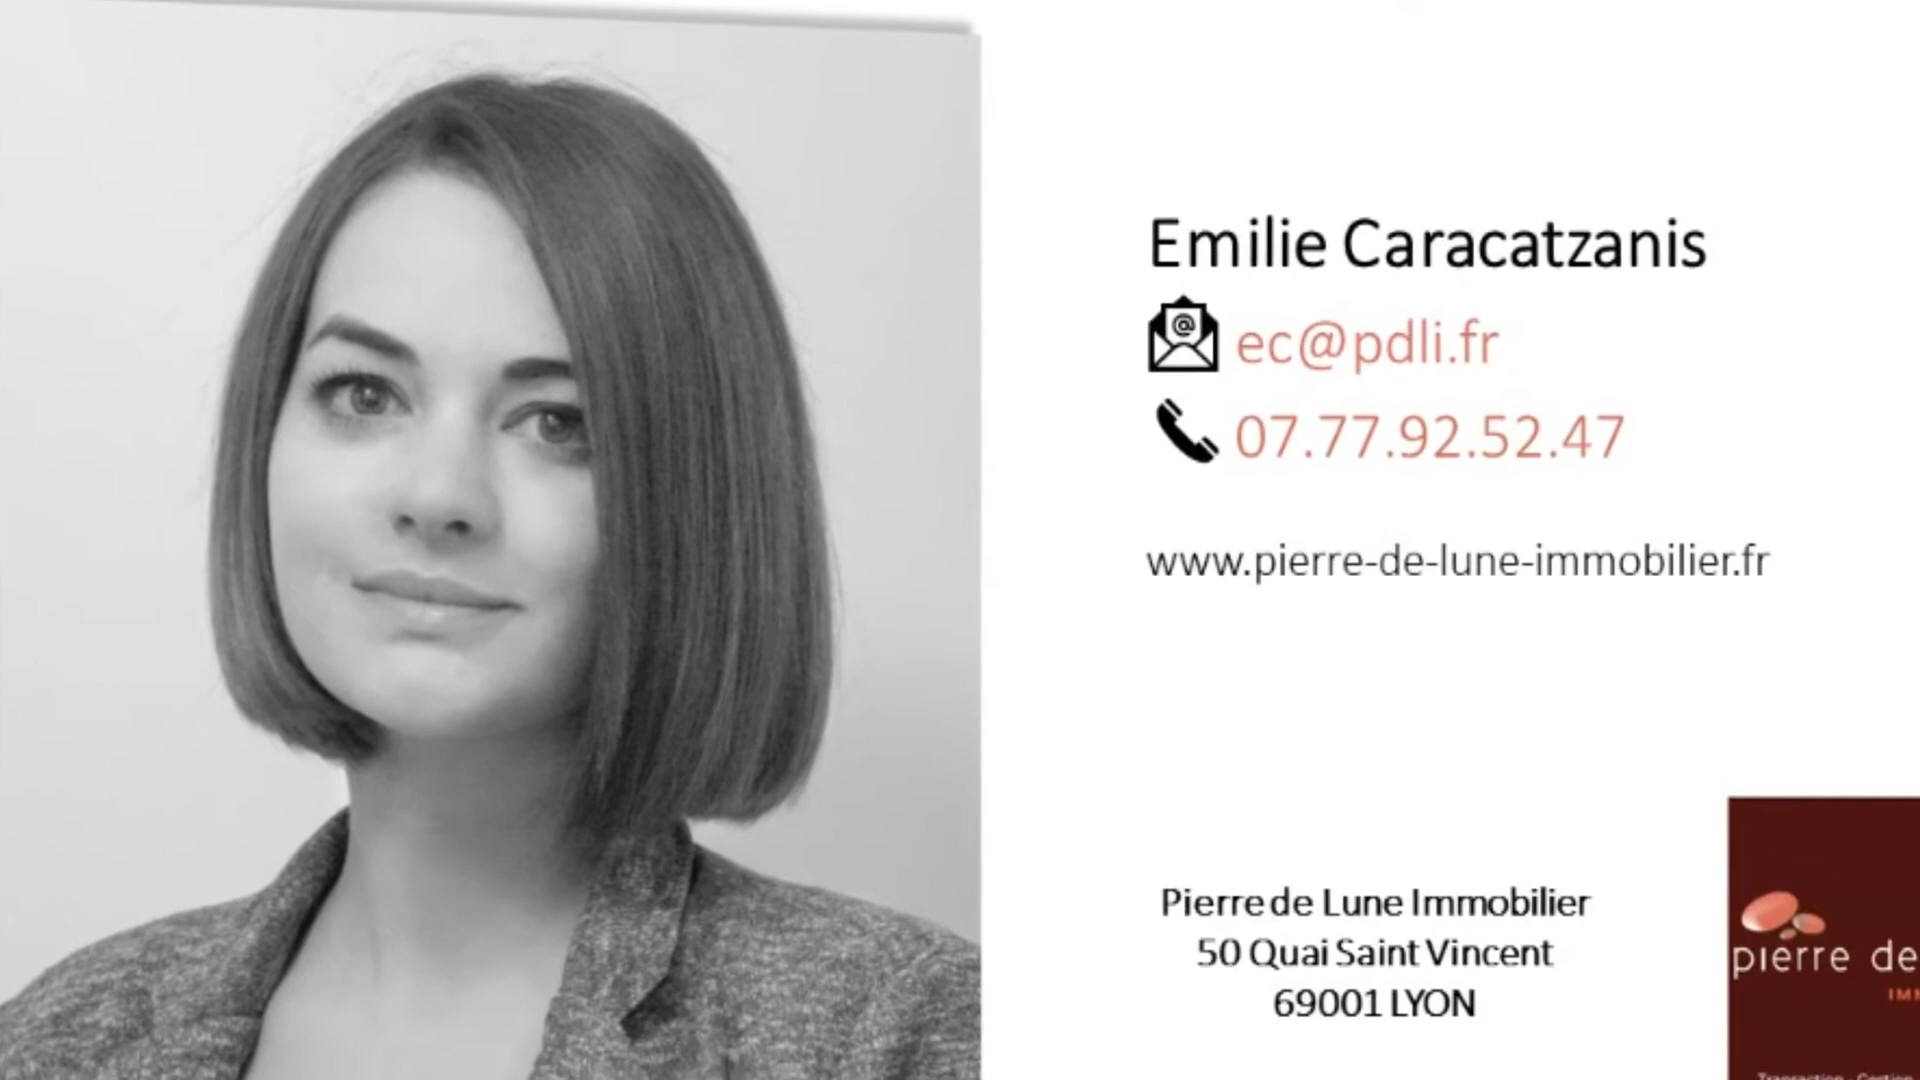 Emilie Caracatzanis
ec@pdli.fr
07.77.92.52.47
www.pierre-de-lune-immobilier.fr
Pierre de Lune Immobilier
50 Quai Saint Vincent
69001 LYON
pierre de